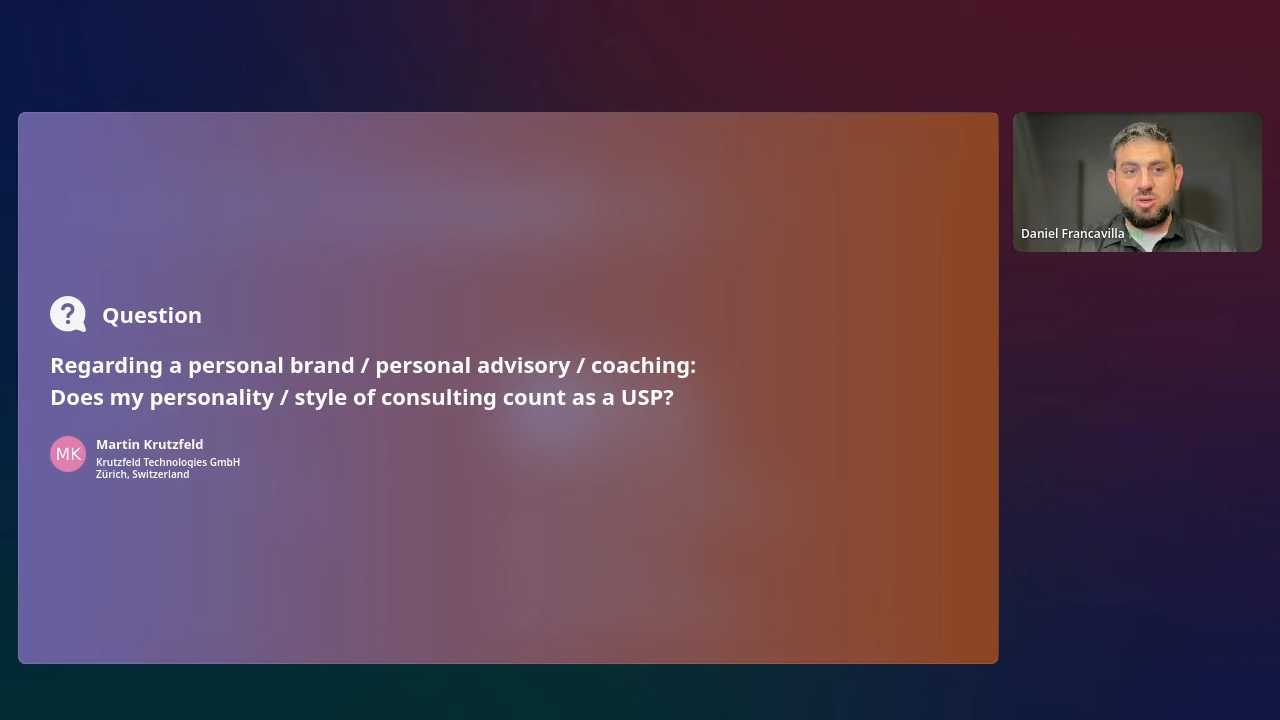 Question
Regarding a personal brand / personal advisory / coaching:
Does my personality / style of consulting count as a USP?
MK
Martin Krutzfeld
Krutzfeld Technologies GmbH
Zürich, Switzerland
Daniel Francavilla